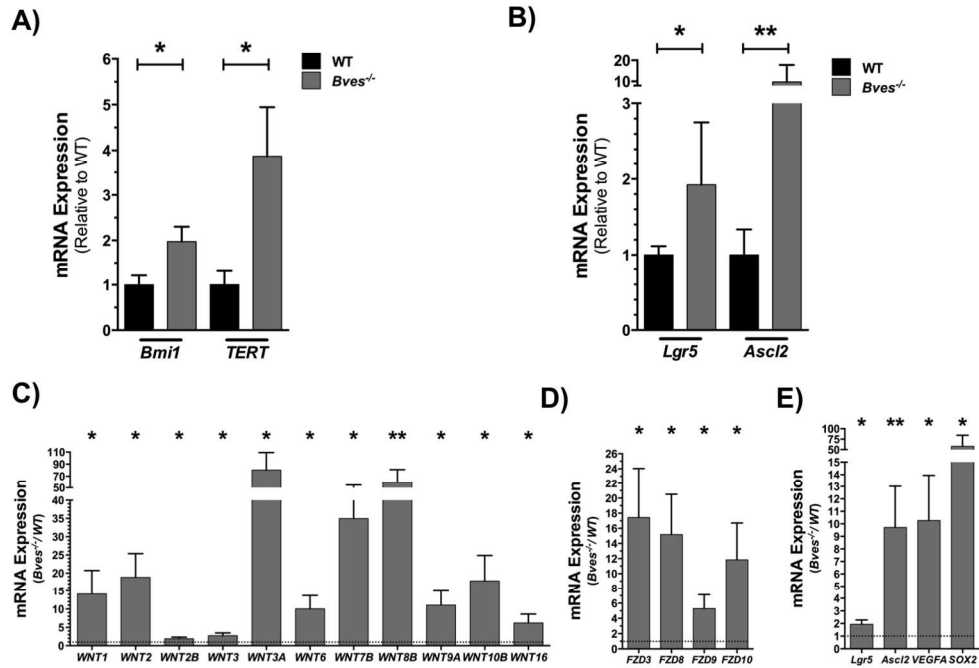 A)
mRNA Expression
(Relative to WT)
6
5
4
3
2
1
0
*
*
WT
Bves-/-
Bmi1
TERT
B)
mRNA Expression
(Relative to WT)
20
10
3
2
1
0
*
**
WT
Bves-/-
Lgr5
Ascl2
C)
mRNA Expression
(Bves-/-/ WT)
* * * * * * * ** * * *
110
90
70
50
40
35
30
25
20
15
10
5
0
WNT1 WNT2 WNT2B WNT3 WNT3A WNT6 WNT7B WNT8B WNT9A WNT10B WNT16
D)
mRNA Expression
(Bves-/-/ WT)
* * * *
26
24
22
20
18
16
14
12
10
8
6
4
2
0
FZD3 FZD8 FZD9 FZD10
E)
mRNA Expression
(Bves-/-/ WT)
* ** * *
100
75
50
16
14
12
10
9
8
7
6
5
4
3
2
1
0
Lgr5 Ascl2 VEGFA SOX2